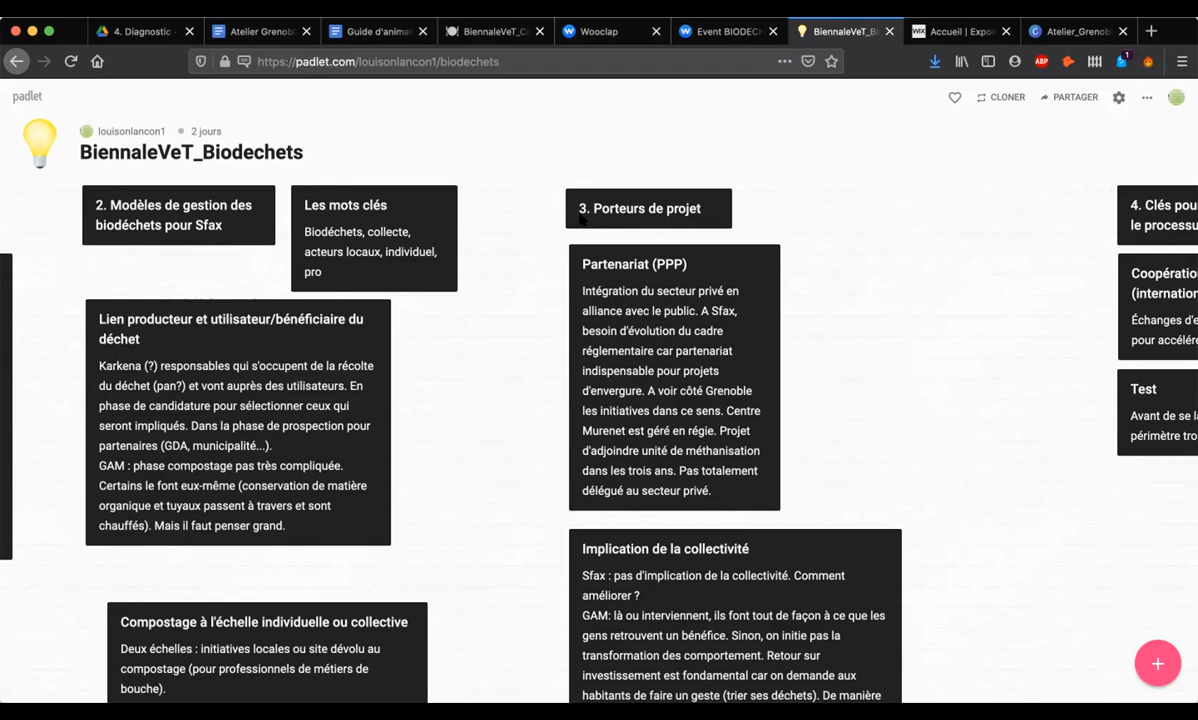 4. Diagnostic -
Atelier Grenobl
Guide d'animat
BiennaleVeT_C
Wooclap
Event BIODECH
BiennaleVeT_Bi
WIX
Accueil | Expos
Atelier_Grenobl
https://padlet.com/louisonlancon1/biodechets
ABP
1
padlet
CLONER
PARTAGER
louisonlancon1
2 jours
BiennaleVeT_Biodechets
2. Modèles de gestion des
biodéchets pour Sfax
Les mots clés
Biodéchets, collecte,
acteurs locaux, individuel,
pro
Lien producteur et utilisateur/bénéficiaire du
déchet
Karkena (?) responsables qui s'occupent de la récolte
du déchet (pan?) et vont auprès des utilisateurs. En
phase de candidature pour sélectionner ceux qui
seront impliqués. Dans la phase de prospection pour
partenaires (GDA, municipalité...).
GAM : phase compostage pas très compliquée.
Certains le font eux-même (conservation de matière
organique et tuyaux passent à travers et sont
chauffés). Mais il faut penser grand.
Compostage à l'échelle individuelle ou collective
Deux échelles : initiatives locales ou site dévolu au
compostage (pour professionnels de métiers de
bouche).
3. Porteurs de projet
Partenariat (PPP)
Intégration du secteur privé en
alliance avec le public. A Sfax,
besoin d'évolution du cadre
réglementaire car partenariat
indispensable pour projets
d'envergure. A voir côté Grenoble
les initiatives dans ce sens. Centre
Murenet est géré en régie. Projet
d'adjoindre unité de méthanisation
dans les trois ans. Pas totalement
délégué au secteur privé.
Implication de la collectivité
Sfax : pas d'implication de la collectivité. Comment
améliorer ?
GAM: là ou interviennent, ils font tout de façon à ce que les
gens retrouvent un bénéfice. Sinon, on initie pas la
transformation des comportement. Retour sur
investissement est fondamental car on demande aux
habitants de faire un geste (trier ses déchets). De manière
4. Clés pou
le processu
Coopératio
(internation
Échanges d'e
pour accélére
Test
Avant de se la
périmètre tro